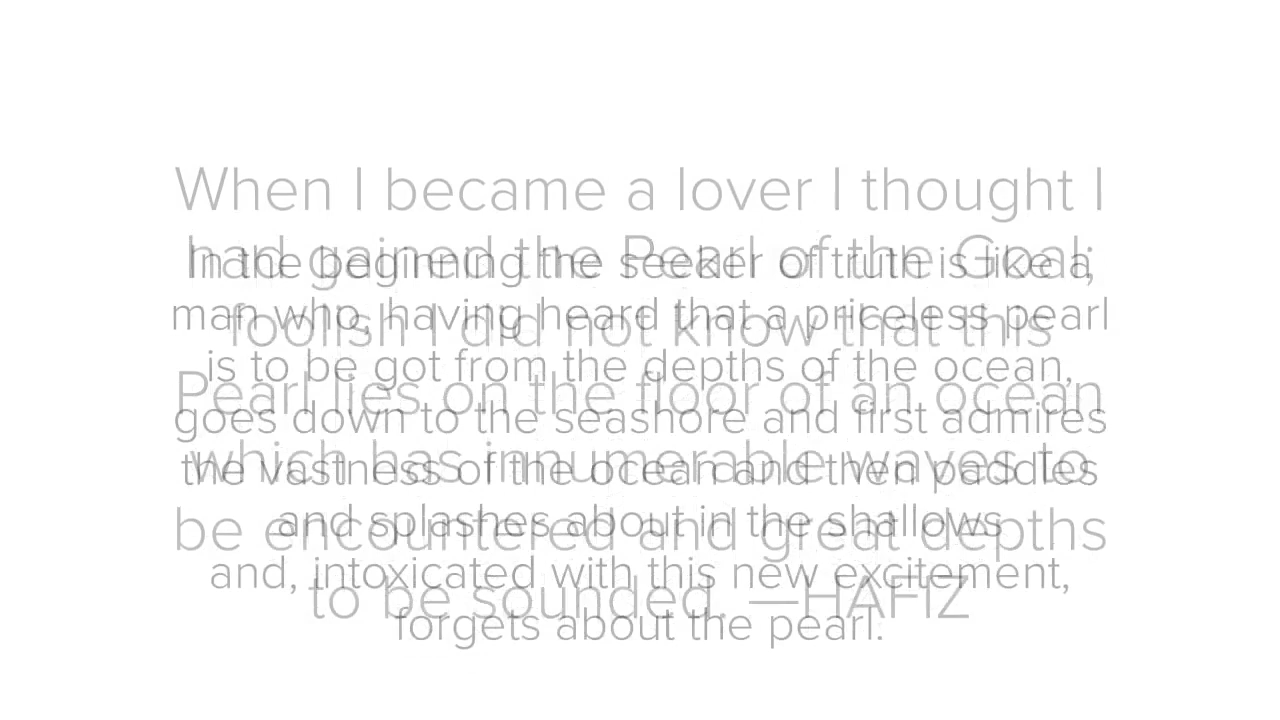 When I became a lover I thought I
had gained the Pearl of the Goal;
foolish I did not know that this
Pearl lies on the floor of an ocean
which has innumerable waves to
be encountered and great depths
to be sounded. —HAFIZ
In the beginning the seeker of truth is like a
man who, having heard that a priceless pearl
is to be got from the depths of the ocean,
goes down to the seashore and first admires
the vastness of the ocean and then paddles
and splashes about in the shallows
and, intoxicated with this new excitement,
forgets about the pearl.